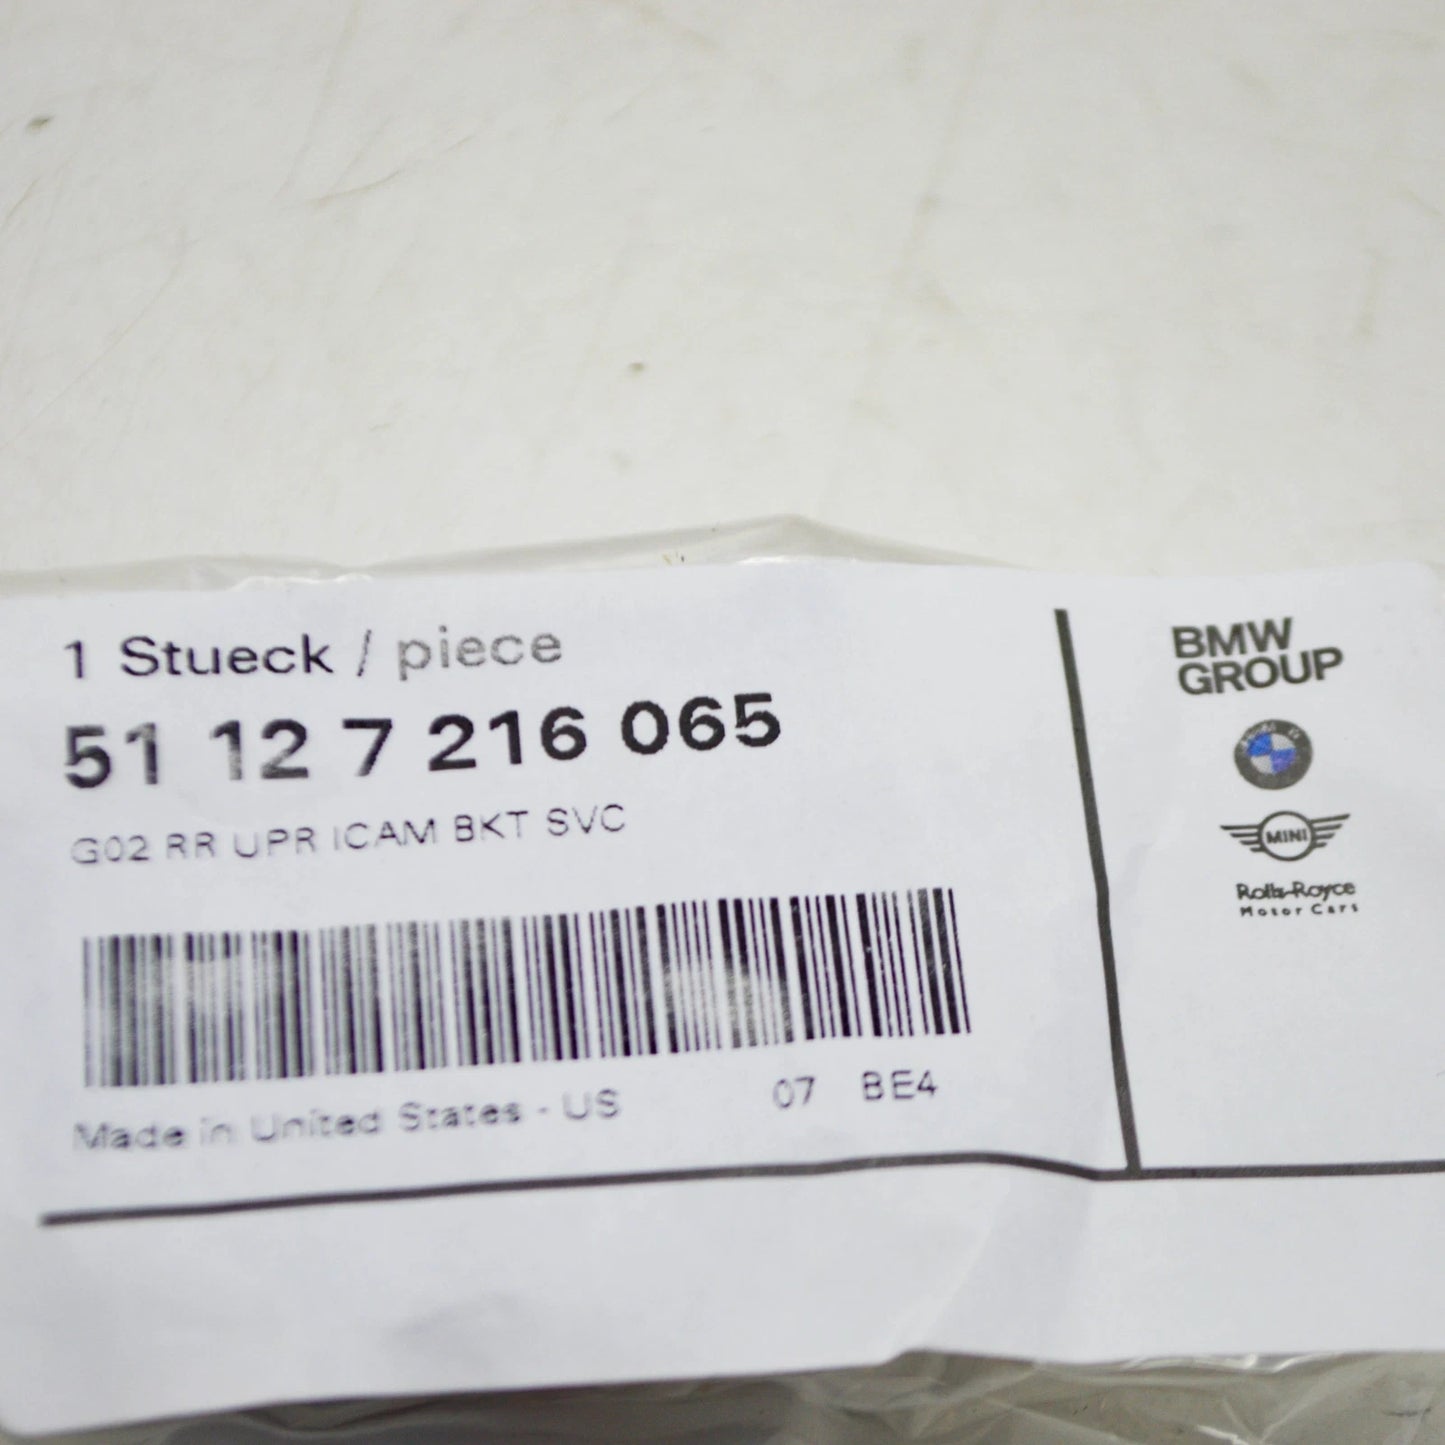 1 Stueck / piece
51 12 7 216 065
G02 RR UPR ICAM BKT SVC
Made in United States - US 07 BE4
BMW
GROUP
MINI
Rolls-Royce
Motor Cars